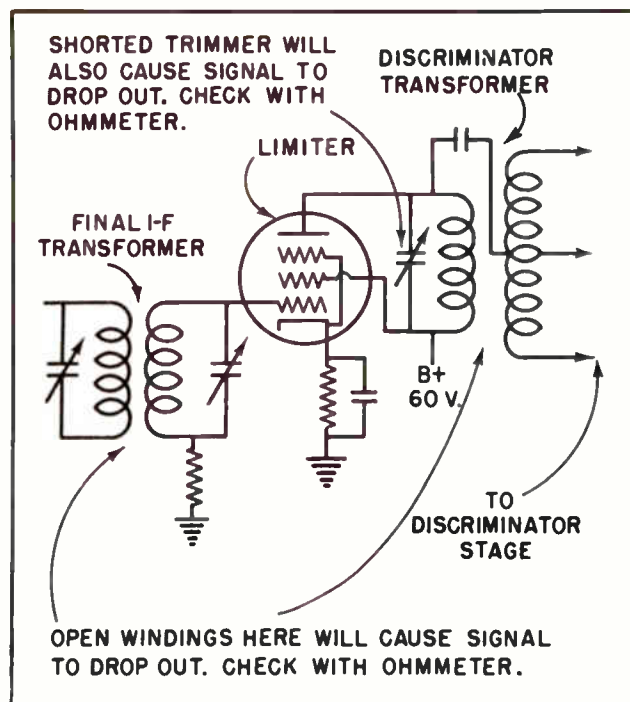 SHORTED TRIMMER WILL
ALSO CAUSE SIGNAL TO
DROP OUT. CHECK WITH
OHMMETER.
DISCRIMINATOR
TRANSFORMER
LIMITER
FINAL I-F
TRANSFORMER
B+
60 V.
TO
DISCRIMINATOR
STAGE
OPEN WINDINGS HERE WILL CAUSE SIGNAL
TO DROP OUT. CHECK WITH OHMMETER.